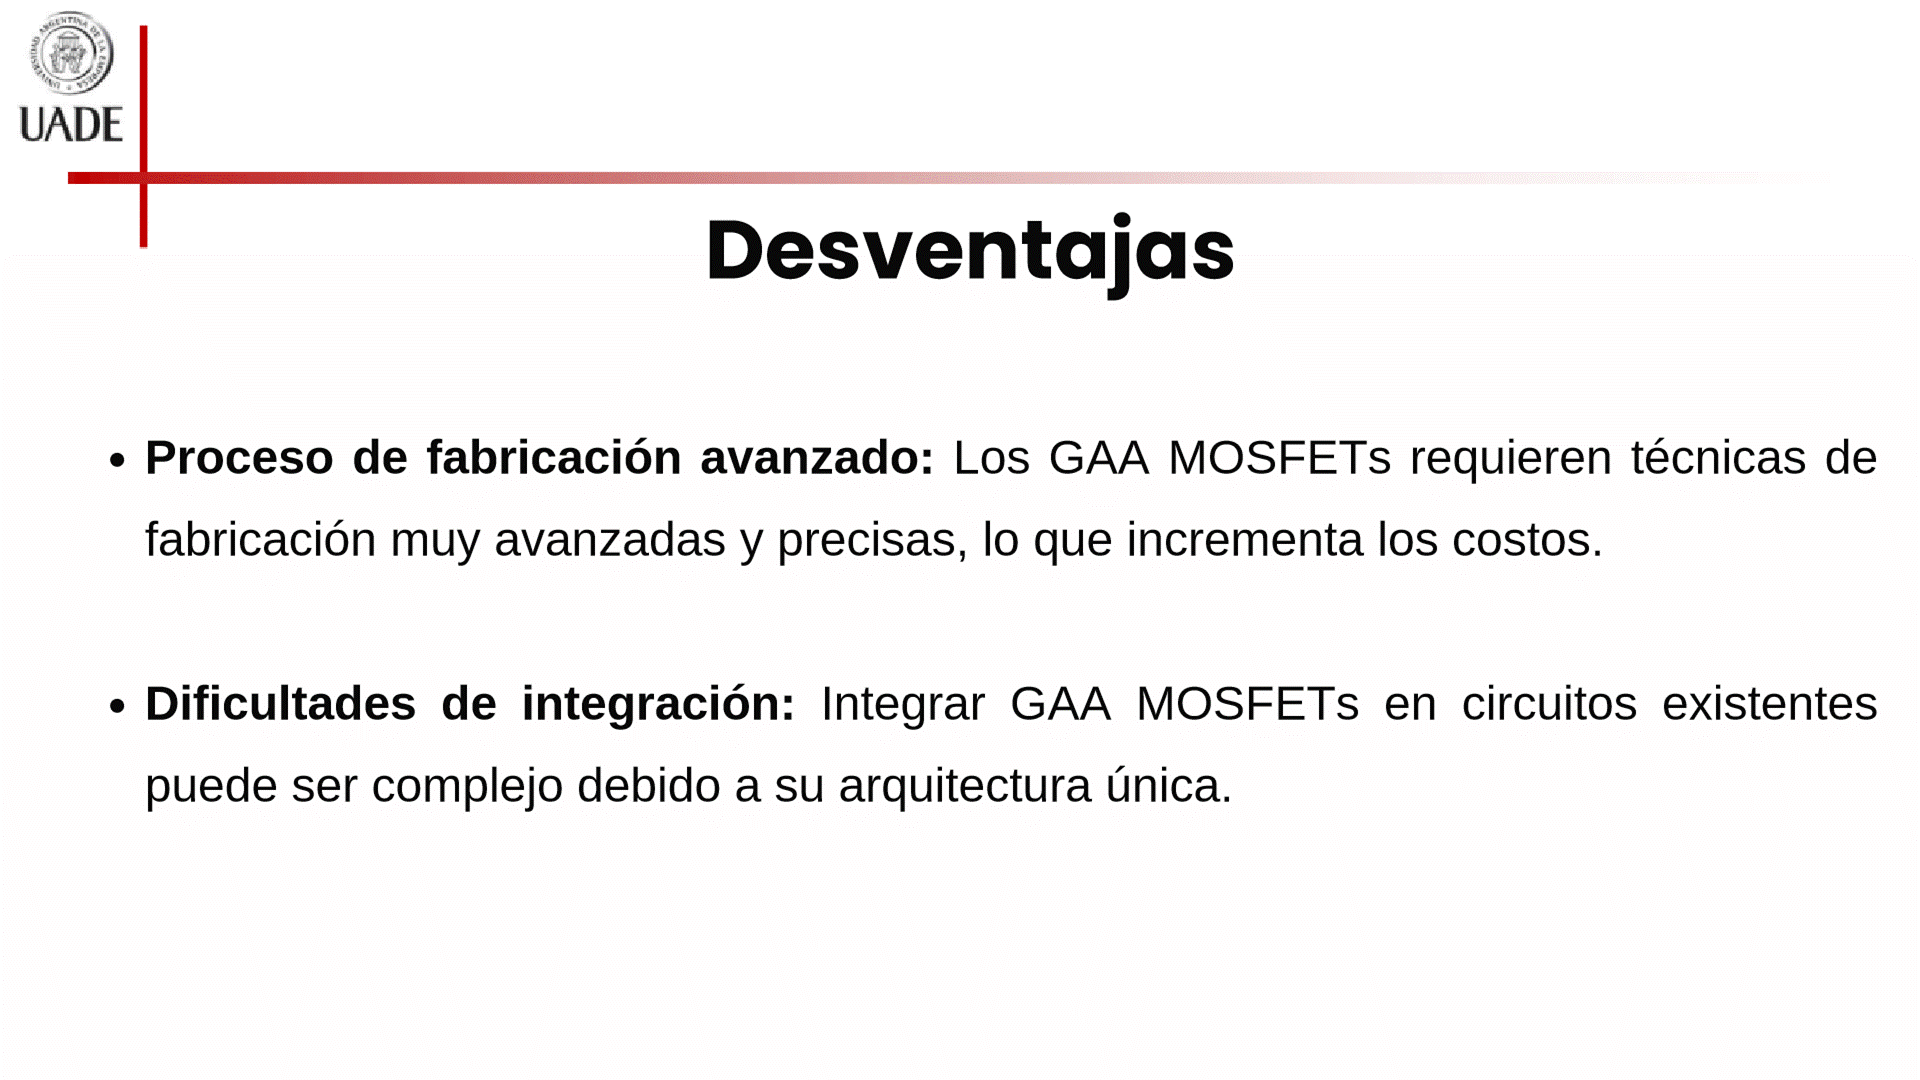 UNIVERSIDAD ARGENTINA DE LA EMPRESA
UADE
Desventajas
• Proceso de fabricación avanzado: Los GAA MOSFETs requieren técnicas de
fabricación muy avanzadas y precisas, lo que incrementa los costos.
• Dificultades de integración: Integrar GAA MOSFETs en circuitos existentes
puede ser complejo debido a su arquitectura única.